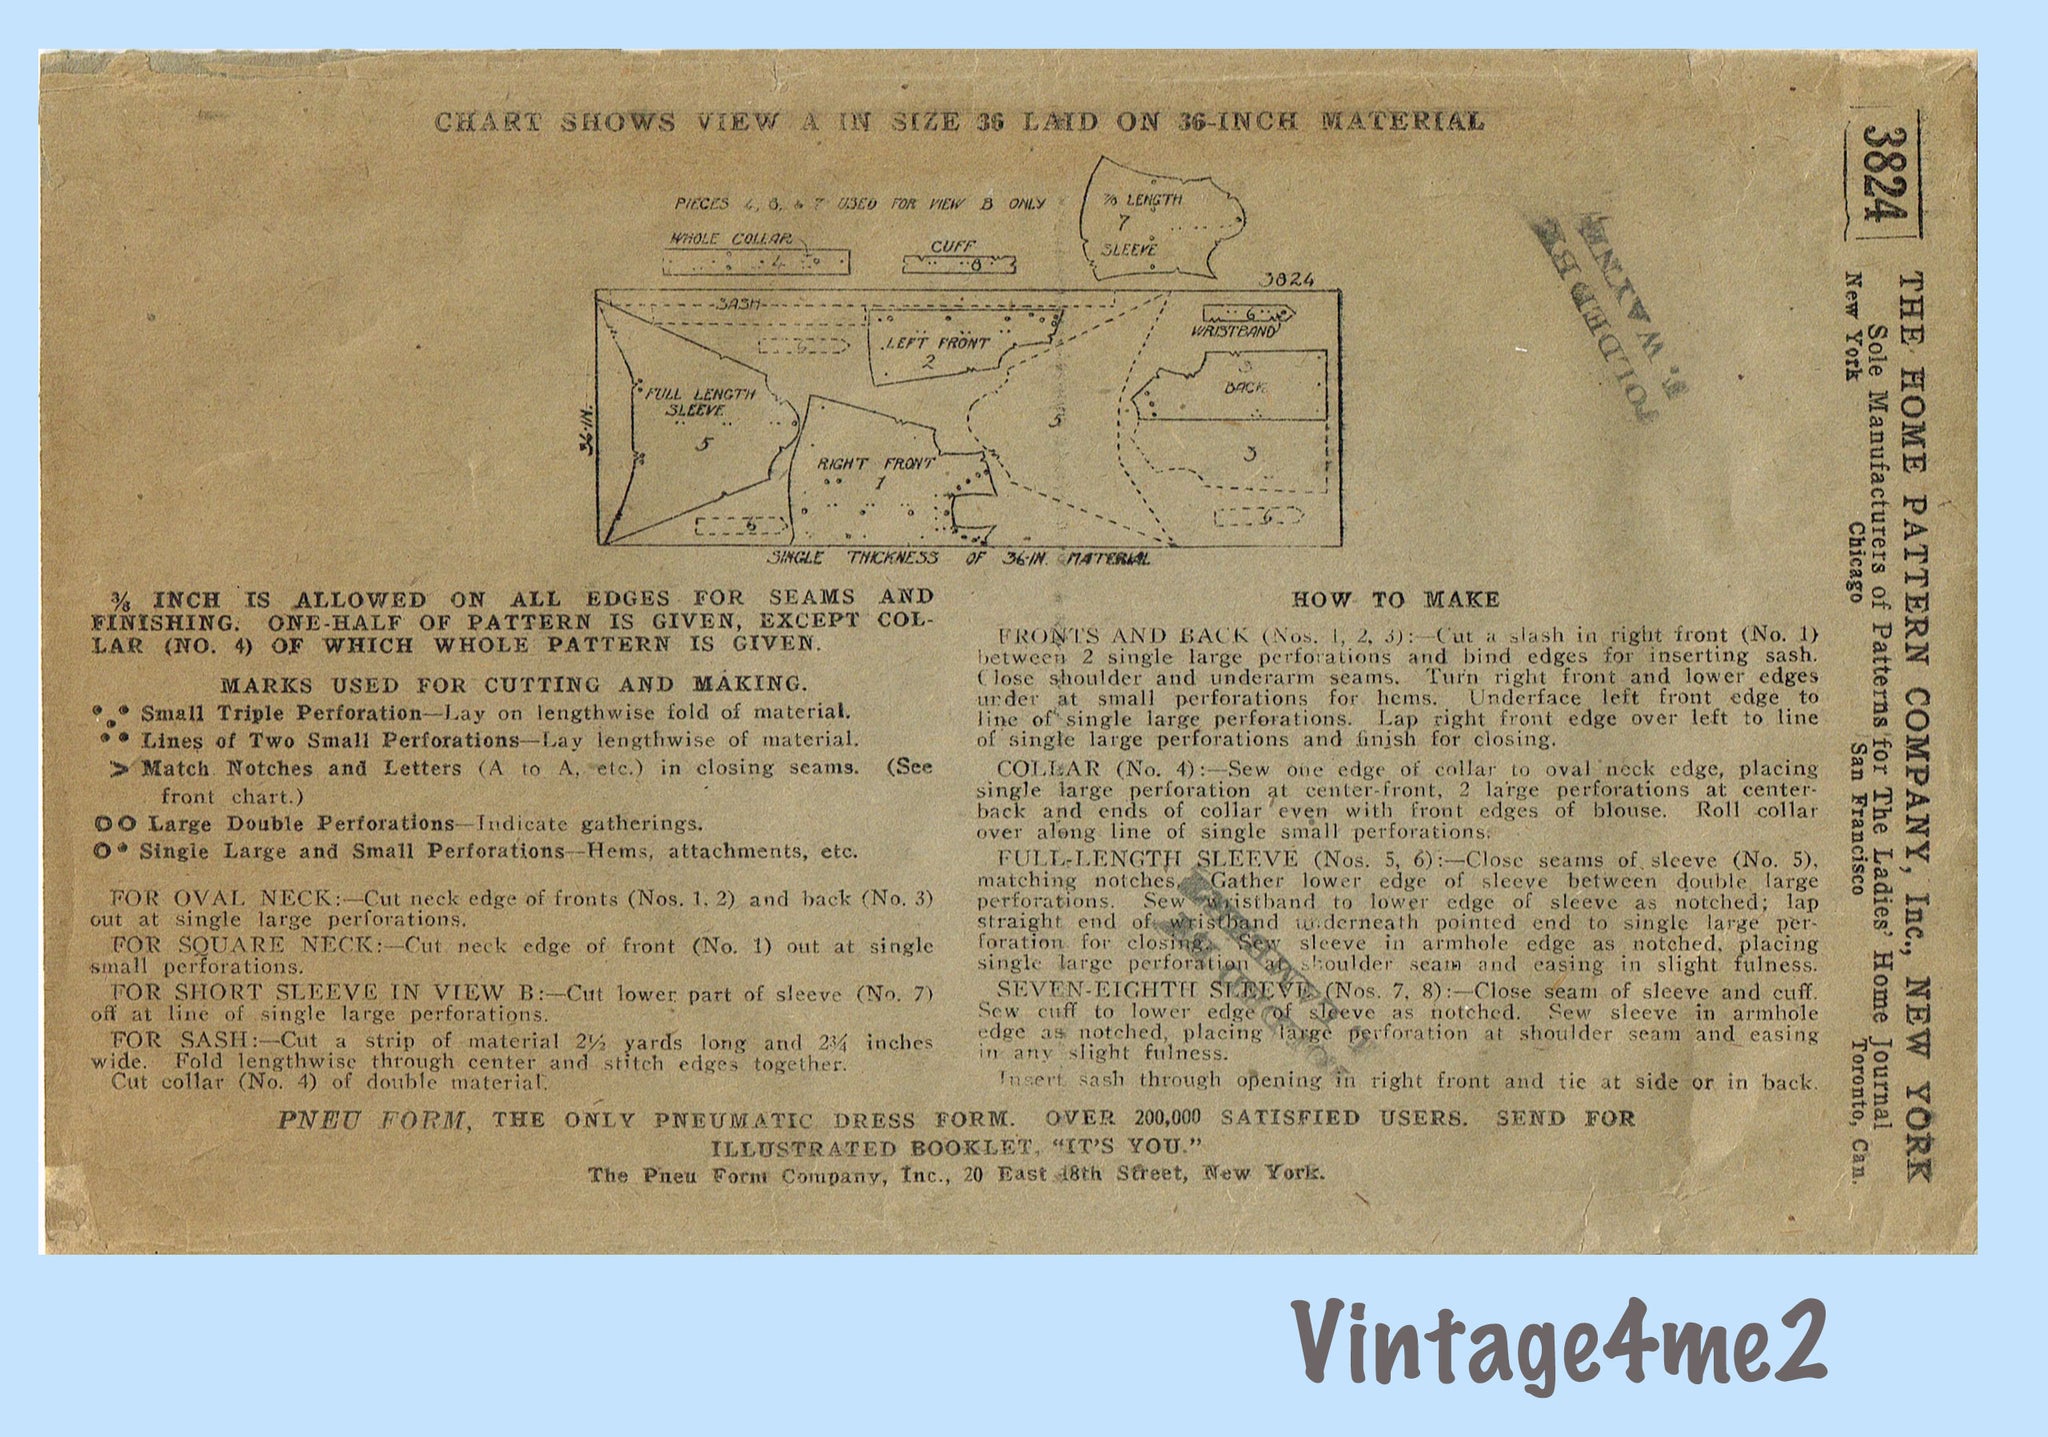 CHART SHOWS VIEW A IN SIZE 36 LAID ON 36-INCH MATERIAL
PIECES 4, 8, & 7 USED FOR VIEW B ONLY
7/8 LENGTH
7
SLEEVE
WHOLE COLLAR
4
CUFF
8
3824
SASH
6
WRISTBAND
LEFT FRONT
2
6
3
BACK
FULL LENGTH
SLEEVE
5
5
36-IN.
RIGHT FRONT
1
3
6
6
SINGLE THICKNESS OF 36-IN. MATERIAL
⅜ INCH IS ALLOWED ON ALL EDGES FOR SEAMS AND
FINISHING. ONE-HALF OF PATTERN IS GIVEN, EXCEPT COL-
LAR (NO. 4) OF WHICH WHOLE PATTERN IS GIVEN.
MARKS USED FOR CUTTING AND MAKING.
Small Triple Perforation—Lay on lengthwise fold of material.
Lines of Two Small Perforations—Lay lengthwise of material.
> Match Notches and Letters (A to A, etc.) in closing seams. (See
front chart.)
Large Double Perforations—Indicate gatherings.
Single Large and Small Perforations—Hems, attachments, etc.
FOR OVAL NECK:—Cut neck edge of fronts (Nos. 1, 2) and back (No. 3)
out at single large perforations.
FOR SQUARE NECK:—Cut neck edge of front (No. 1) out at single
small perforations.
FOR SHORT SLEEVE IN VIEW B:—Cut lower part of sleeve (No. 7)
off at line of single large perforations.
FOR SASH:—Cut a strip of material 2½ yards long and 2¾ inches
wide. Fold lengthwise through center and stitch edges together.
Cut collar (No. 4) of double material.
HOW TO MAKE
FRONTS AND BACK (Nos. 1, 2, 3):—Cut a slash in right front (No. 1)
between 2 single large perforations and bind edges for inserting sash.
Close shoulder and underarm seams. Turn right front and lower edges
under at small perforations for hems. Underface left front edge to
line of single large perforations. Lap right front edge over left to line
of single large perforations and finish for closing.
COLLAR (No. 4):—Sew one edge of collar to oval neck edge, placing
single large perforation at center-front, 2 large perforations at center-
back and ends of collar even with front edges of blouse. Roll collar
over along line of single small perforations.
FULL-LENGTH SLEEVE (Nos. 5, 6):—Close seams of sleeve (No. 5),
matching notches. Gather lower edge of sleeve between double large
perforations. Sew wristband to lower edge of sleeve as notched; lap
straight end of wristband underneath pointed end to single large per-
foration for closing. Sew sleeve in armhole edge as notched, placing
single large perforation at shoulder seam and easing in slight fulness.
SEVEN-EIGHTH SLEEVE (Nos. 7, 8):—Close seam of sleeve and cuff.
Sew cuff to lower edge of sleeve as notched. Sew sleeve in armhole
edge as notched, placing large perforation at shoulder seam and easing
in any slight fulness.
Insert sash through opening in right front and tie at side or in back.
PNEU FORM, THE ONLY PNEUMATIC DRESS FORM. OVER 200,000 SATISFIED USERS. SEND FOR
ILLUSTRATED BOOKLET, "IT'S YOU."
The Pneu Form Company, Inc., 20 East 18th Street, New York.
3824
THE HOME PATTERN COMPANY, Inc., NEW YORK
Sole Manufacturers of Patterns for The Ladies' Home Journal
New York Chicago San Francisco Toronto, Can.
WAYNE
Vintage4me2